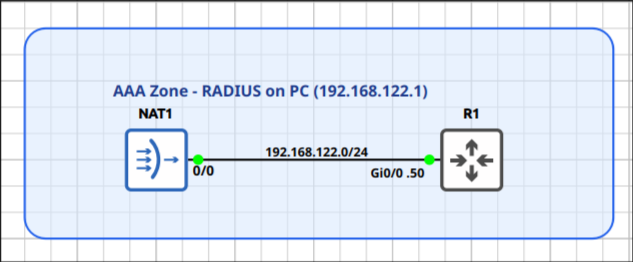 AAA Zone - RADIUS on PC (192.168.122.1)
NAT1
R1
192.168.122.0/24
0/0
Gi0/0 .50